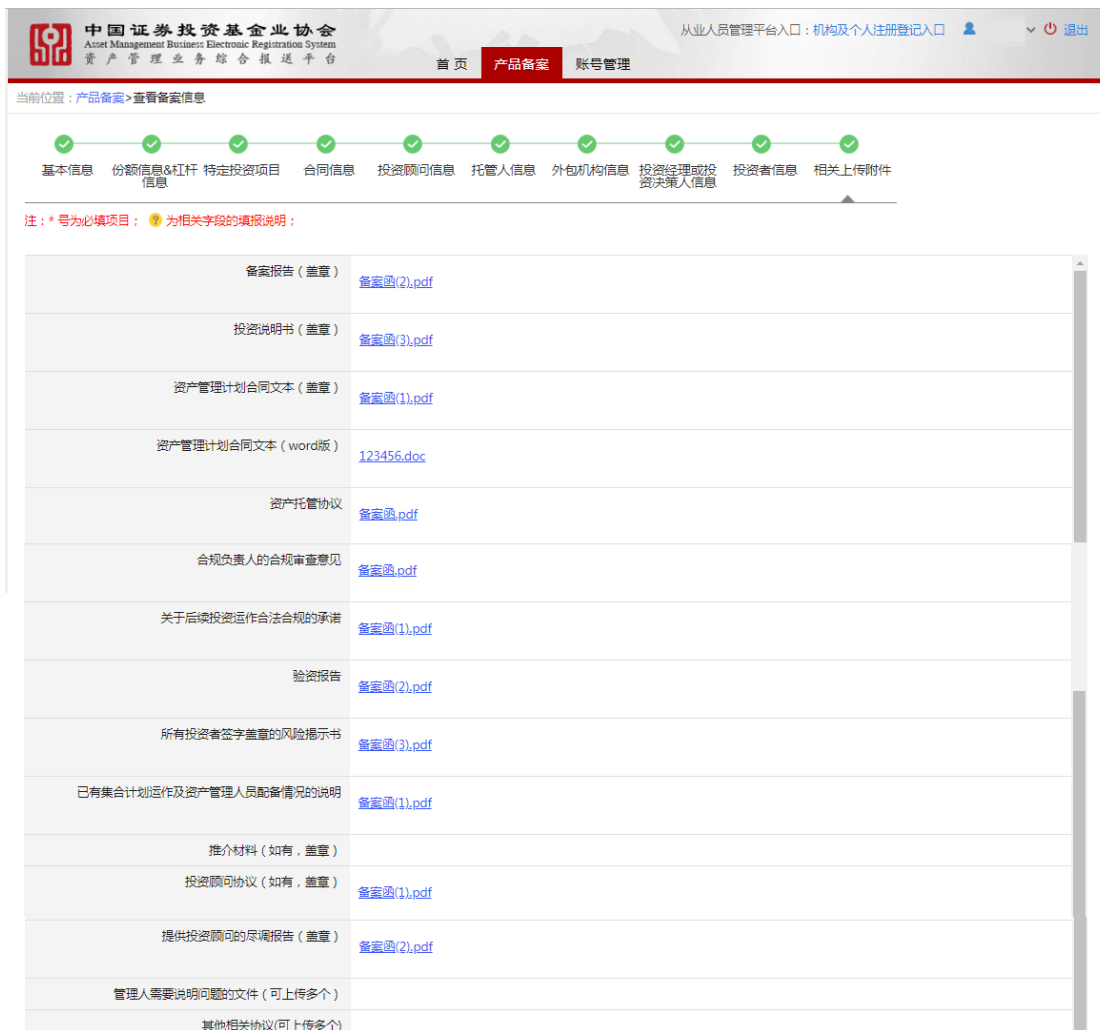 中国证券投资基金业协会
Asset Management Business Electronic Registration System
资产管理业务综合报送平台
从业人员管理平台入口：机构及个人注册登记入口
退出
首页 产品备案 账号管理
当前位置：产品备案>查看备案信息
基本信息 份额信息&杠杆信息 特定投资项目 合同信息 投资顾问信息 托管人信息 外包机构信息 投资经理或投资决策人信息 投资者信息 相关上传附件
注：* 号为必填项目； ? 为相关字段的填报说明；
备案报告（盖章） 备案函(2).pdf
投资说明书（盖章） 备案函(3).pdf
资产管理计划合同文本（盖章） 备案函(1).pdf
资产管理计划合同文本（word版） 123456.doc
资产托管协议 备案函.pdf
合规负责人的合规审查意见 备案函.pdf
关于后续投资运作合法合规的承诺 备案函(1).pdf
验资报告 备案函(2).pdf
所有投资者签字盖章的风险揭示书 备案函(3).pdf
已有集合计划运作及资产管理人员配备情况的说明 备案函(1).pdf
推介材料（如有，盖章）
投资顾问协议（如有，盖章） 备案函(1).pdf
提供投资顾问的尽调报告（盖章） 备案函(2).pdf
管理人需要说明问题的文件（可上传多个）
其他相关协议(可上传多个)